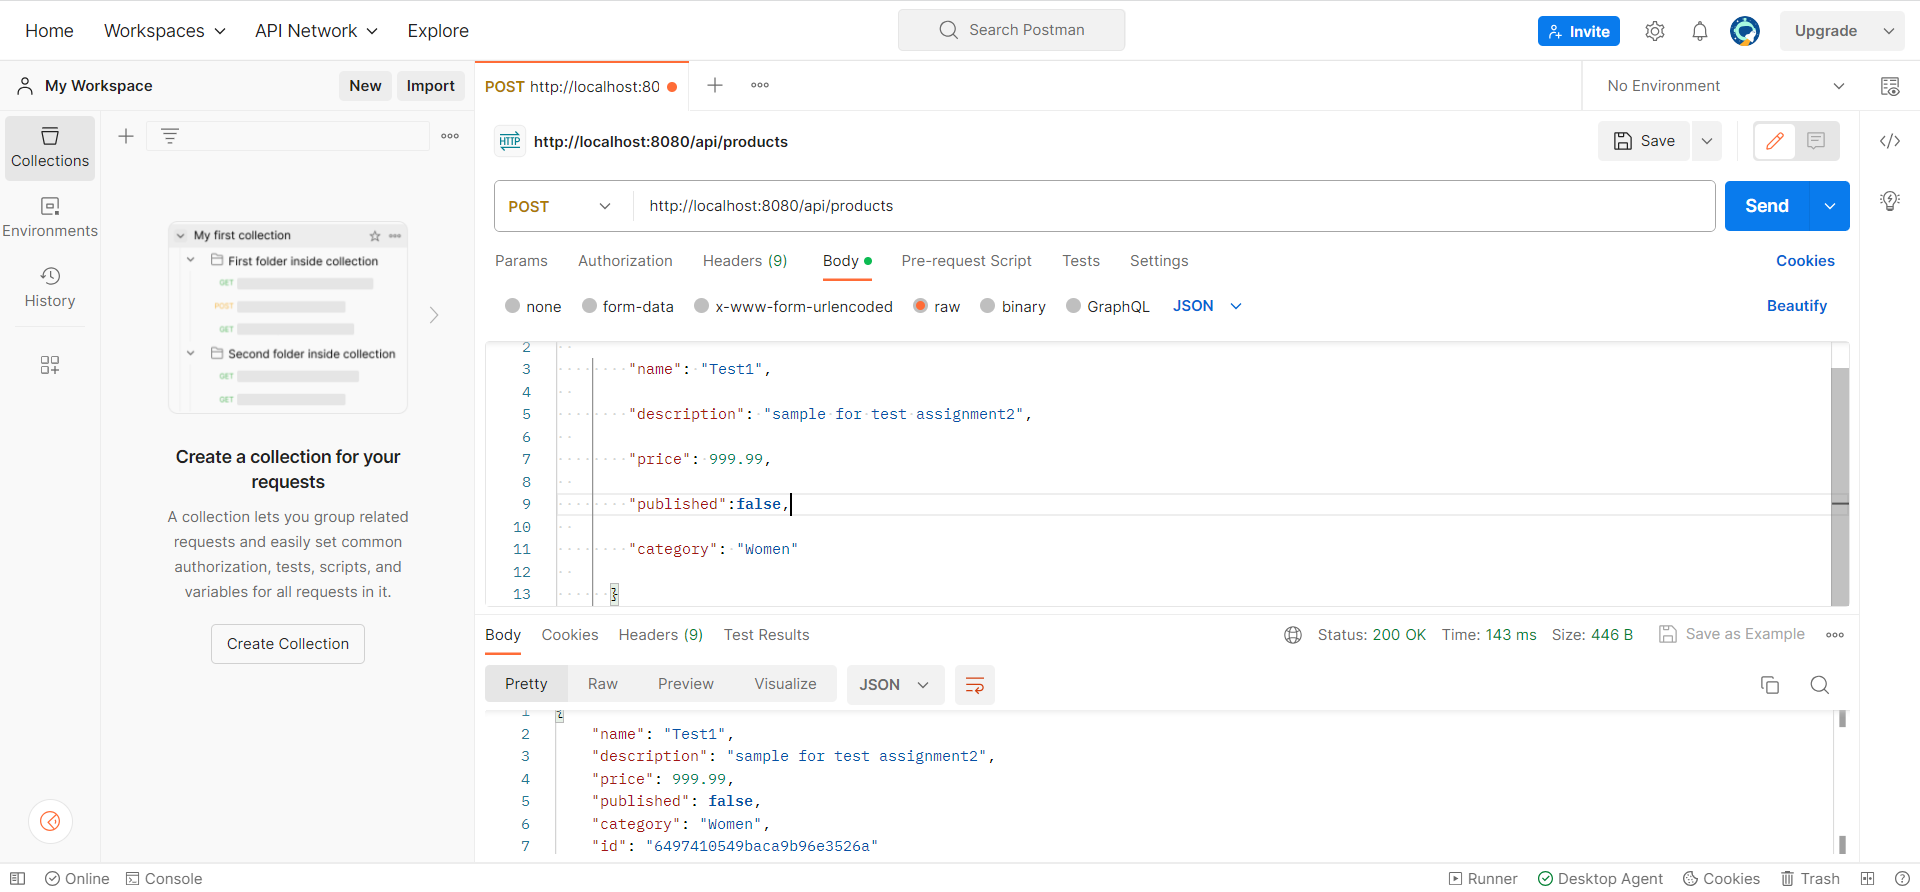 Home Workspaces API Network Explore Search Postman Invite Upgrade
My Workspace New Import POST http://localhost:80 No Environment
Collections
Environments
History
My first collection
First folder inside collection
GET
POST
GET
Second folder inside collection
GET
GET
Create a collection for your
requests
A collection lets you group related
requests and easily set common
authorization, tests, scripts, and
variables for all requests in it.
Create Collection
HTTP http://localhost:8080/api/products Save
POST http://localhost:8080/api/products Send
Params Authorization Headers (9) Body Pre-request Script Tests Settings Cookies
none form-data x-www-form-urlencoded raw binary GraphQL JSON Beautify
2
3 "name": "Test1",
4
5 "description": "sample for test assignment2",
6
7 "price": 999.99,
8
9 "published":false,
10
11 "category": "Women"
12
13 }
Body Cookies Headers (9) Test Results Status: 200 OK Time: 143 ms Size: 446 B Save as Example
Pretty Raw Preview Visualize JSON
1 {
2 "name": "Test1",
3 "description": "sample for test assignment2",
4 "price": 999.99,
5 "published": false,
6 "category": "Women",
7 "id": "6497410549baca9b96e3526a"
Online Console Runner Desktop Agent Cookies Trash